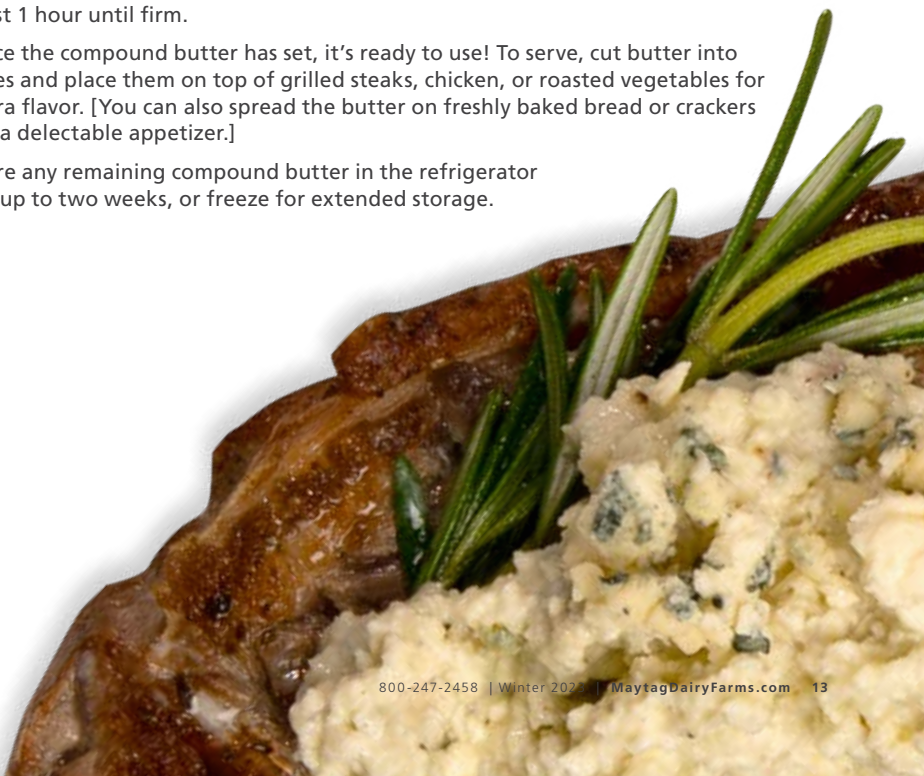 st 1 hour until firm.
ce the compound butter has set, it's ready to use! To serve, cut butter into
es and place them on top of grilled steaks, chicken, or roasted vegetables for
ra flavor. [You can also spread the butter on freshly baked bread or crackers
a delectable appetizer.]
re any remaining compound butter in the refrigerator
up to two weeks, or freeze for extended storage.
800-247-2458 | Winter | MaytagDairyFarms.com 13